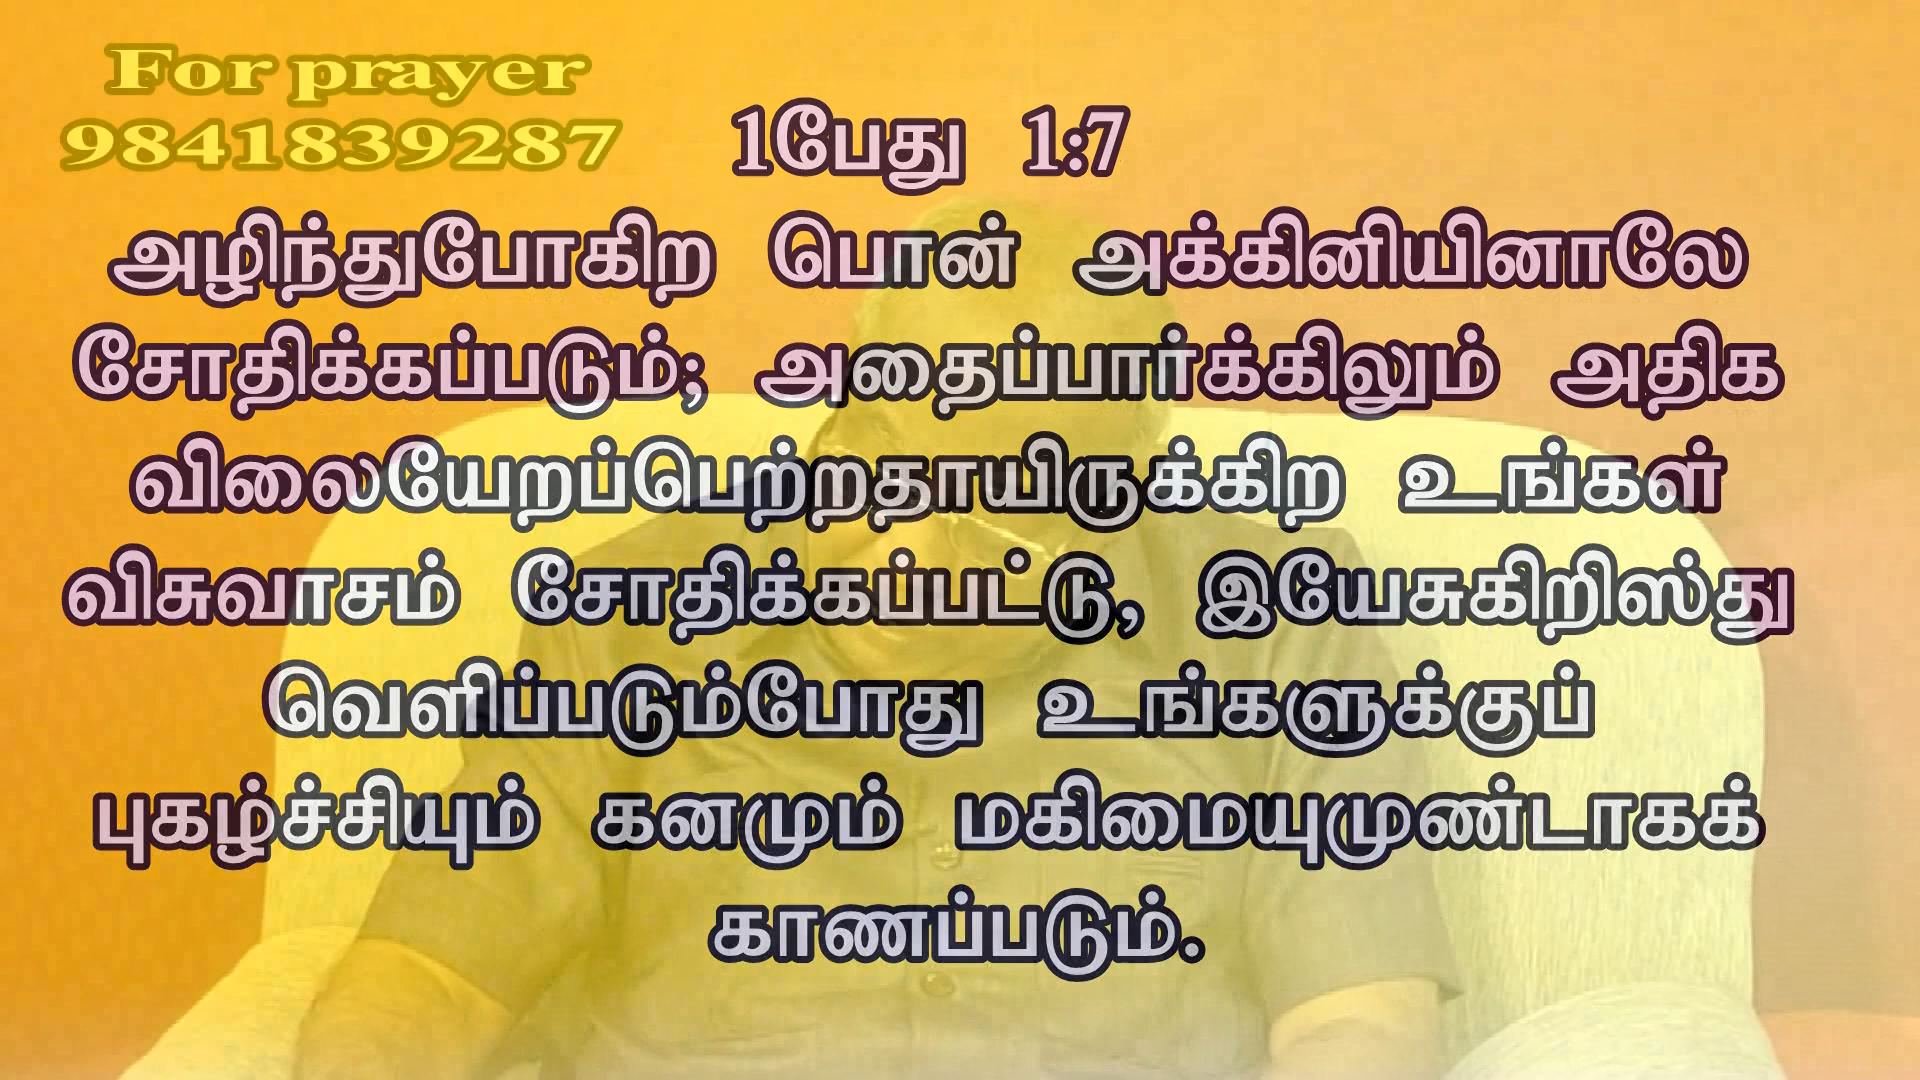 For prayer
9841839287
1பேது 1:7
அழிந்துபோகிற பொன் அக்கினியினாலே
சோதிக்கப்படும்; அதைப்பார்க்கிலும் அதிக
விலையேறப்பெற்றதாயிருக்கிற உங்கள்
விசுவாசம் சோதிக்கப்பட்டு, இயேசுகிறிஸ்து
வெளிப்படும்போது உங்களுக்குப்
புகழ்ச்சியும் கனமும் மகிமையுமுண்டாகக்
காணப்படும்.